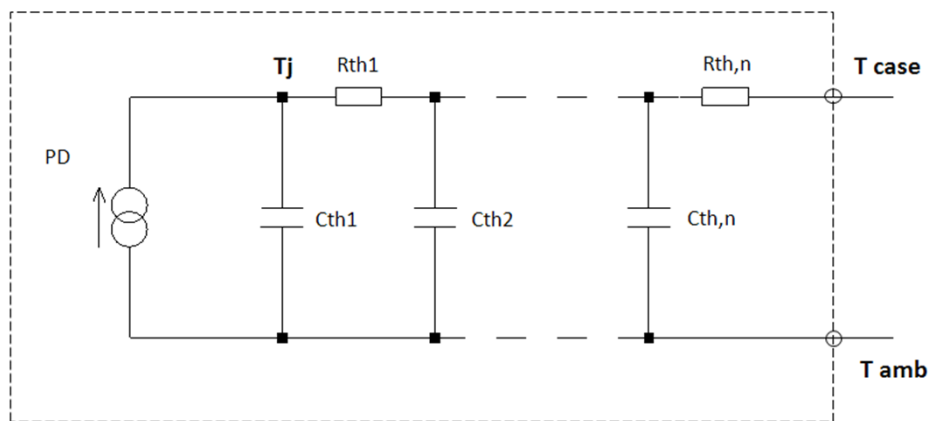 Tj
Rth1
Rth,n
T case
PD
Cth1
Cth2
Cth,n
T amb